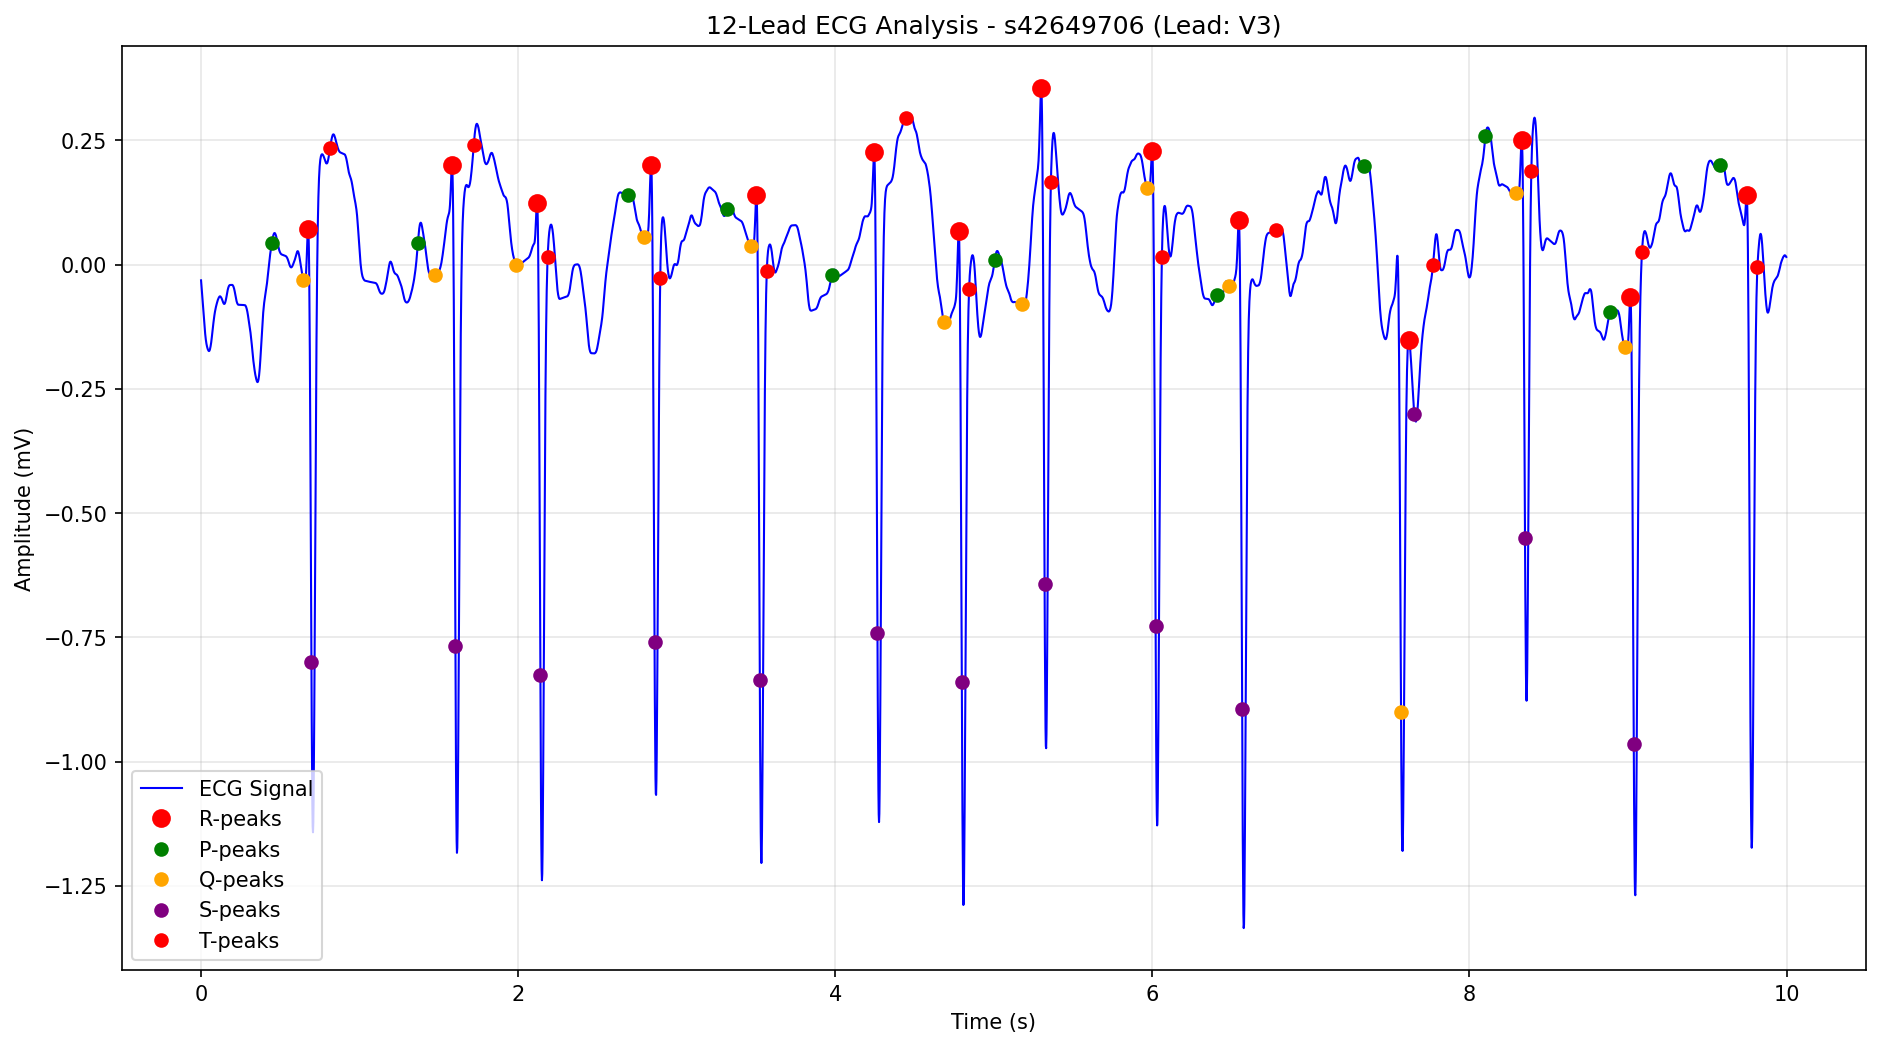 12-Lead ECG Analysis - s42649706 (Lead: V3)
Amplitude (mV)
0.25
0.00
−0.25
−0.50
−0.75
−1.00
−1.25
ECG Signal
R-peaks
P-peaks
Q-peaks
S-peaks
T-peaks
0 2 4 6 8 10
Time (s)